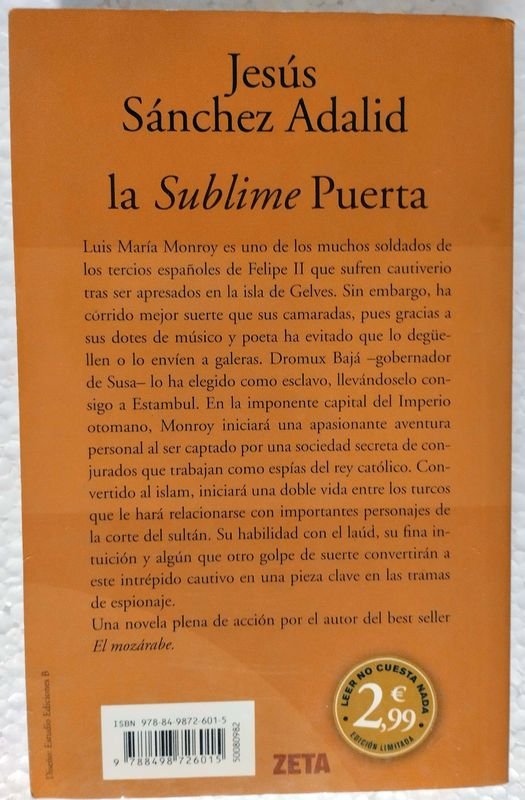 Jesús
Sánchez Adalid
la Sublime Puerta
Luis María Monroy es uno de los muchos soldados de
los tercios españoles de Felipe II que sufren cautiverio
tras ser apresados en la isla de Gelves. Sin embargo, ha
córrido mejor suerte que sus camaradas, pues gracias a
sus dotes de músico y poeta ha evitado que lo degüe-
llen o lo envíen a galeras. Dromux Bajá –gobernador
de Susa– lo ha elegido como esclavo, llevándoselo con-
sigo a Estambul. En la imponente capital del Imperio
otomano, Monroy iniciará una apasionante aventura
personal al ser captado por una sociedad secreta de con-
jurados que trabajan como espías del rey católico. Con-
vertido al islam, iniciará una doble vida entre los turcos
que le hará relacionarse con importantes personajes de
la corte del sultán. Su habilidad con el laúd, su fina in-
tuición y algún que otro golpe de suerte convertirán a
este intrépido cautivo en una pieza clave en las tramas
de espionaje.
Una novela plena de acción por el autor del best seller
El mozárabe.
Diseño: Estudio Ediciones B
ISBN 978-84-9872-601-5
9 788498 726015
50080982
ZETA
LEER NO CUESTA NADA
2,99 €
EDICIÓN LIMITADA